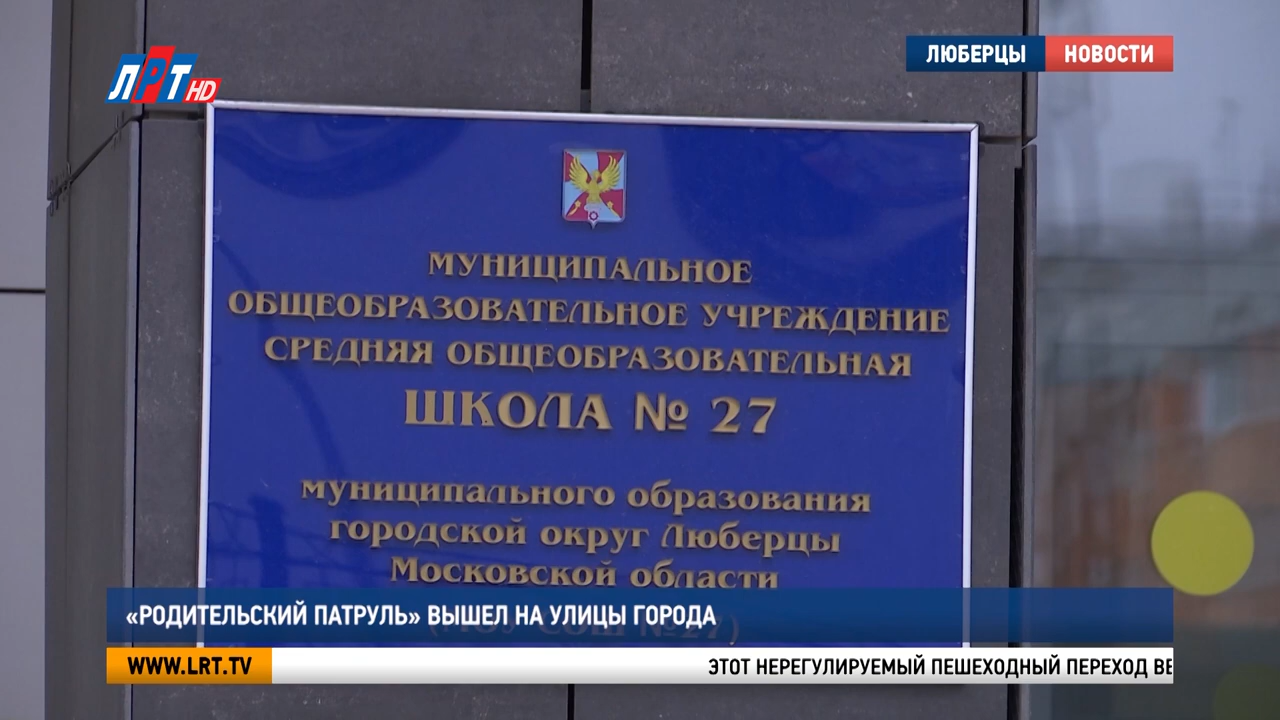 ЛРТ HD
ЛЮБЕРЦЫ НОВОСТИ
МУНИЦИПАЛЬНОЕ
ОБЩЕОБРАЗОВАТЕЛЬНОЕ УЧРЕЖДЕНИЕ
СРЕДНЯЯ ОБЩЕОБРАЗОВАТЕЛЬНАЯ
ШКОЛА № 27
муниципального образования
городской округ Люберцы
Московской области
«РОДИТЕЛЬСКИЙ ПАТРУЛЬ» ВЫШЕЛ НА УЛИЦЫ ГОРОДА
WWW.LRT.TV
ЭТОТ НЕРЕГУЛИРУЕМЫЙ ПЕШЕХОДНЫЙ ПЕРЕХОД ВЕ